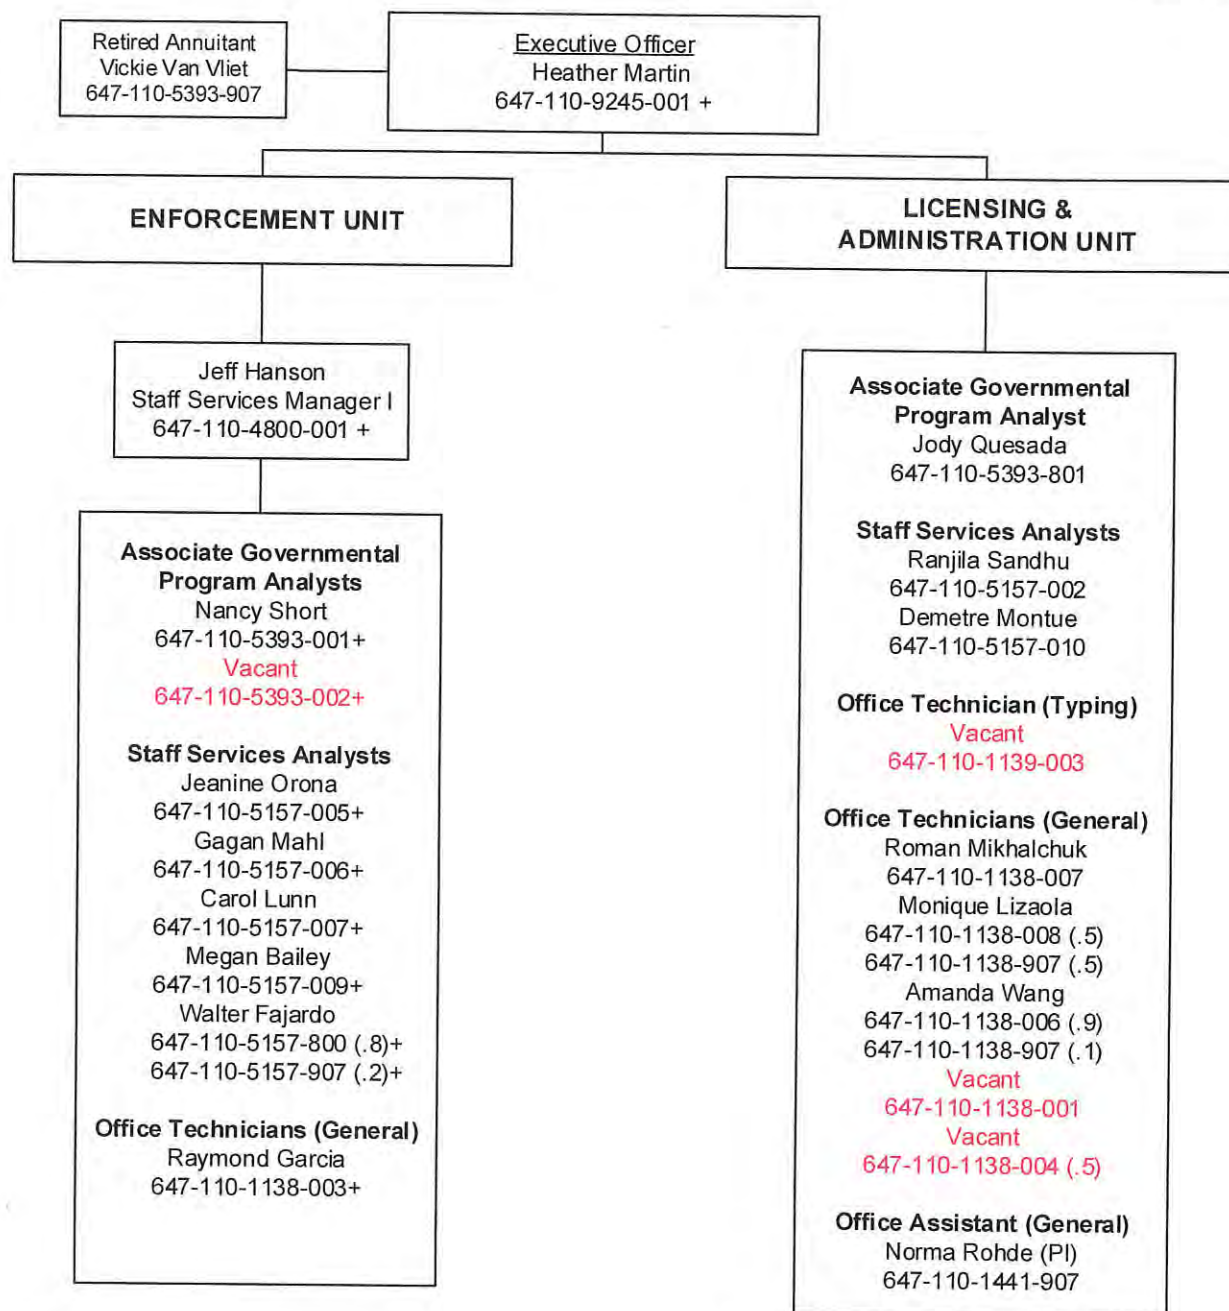 Retired Annuitant
Vickie Van Vliet
647-110-5393-907
Executive Officer
Heather Martin
647-110-9245-001 +
ENFORCEMENT UNIT
LICENSING &
ADMINISTRATION UNIT
Jeff Hanson
Staff Services Manager I
647-110-4800-001 +
Associate Governmental
Program Analysts
Nancy Short
647-110-5393-001+
Vacant
647-110-5393-002+
Staff Services Analysts
Jeanine Orona
647-110-5157-005+
Gagan Mahl
647-110-5157-006+
Carol Lunn
647-110-5157-007+
Megan Bailey
647-110-5157-009+
Walter Fajardo
647-110-5157-800 (.8)+
647-110-5157-907 (.2)+
Office Technicians (General)
Raymond Garcia
647-110-1138-003+
Associate Governmental
Program Analyst
Jody Quesada
647-110-5393-801
Staff Services Analysts
Ranjila Sandhu
647-110-5157-002
Demetre Montue
647-110-5157-010
Office Technician (Typing)
Vacant
647-110-1139-003
Office Technicians (General)
Roman Mikhalchuk
647-110-1138-007
Monique Lizaola
647-110-1138-008 (.5)
647-110-1138-907 (.5)
Amanda Wang
647-110-1138-006 (.9)
647-110-1138-907 (.1)
Vacant
647-110-1138-001
Vacant
647-110-1138-004 (.5)
Office Assistant (General)
Norma Rohde (PI)
647-110-1441-907